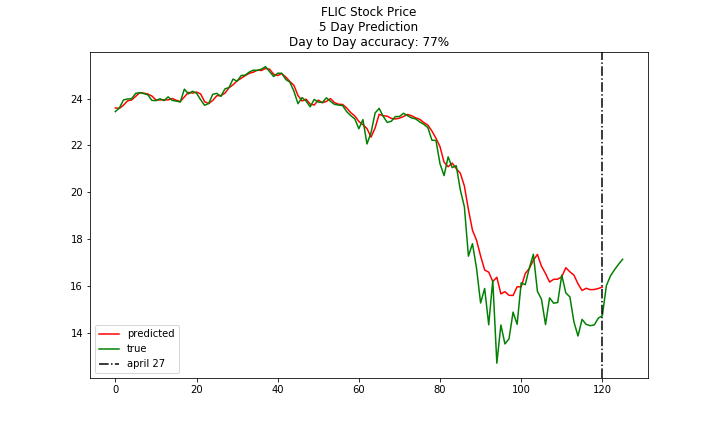 FLIC Stock Price
5 Day Prediction
Day to Day accuracy: 77%
24
22
20
18
16
14
predicted
true
april 27
0
20
40
60
80
100
120